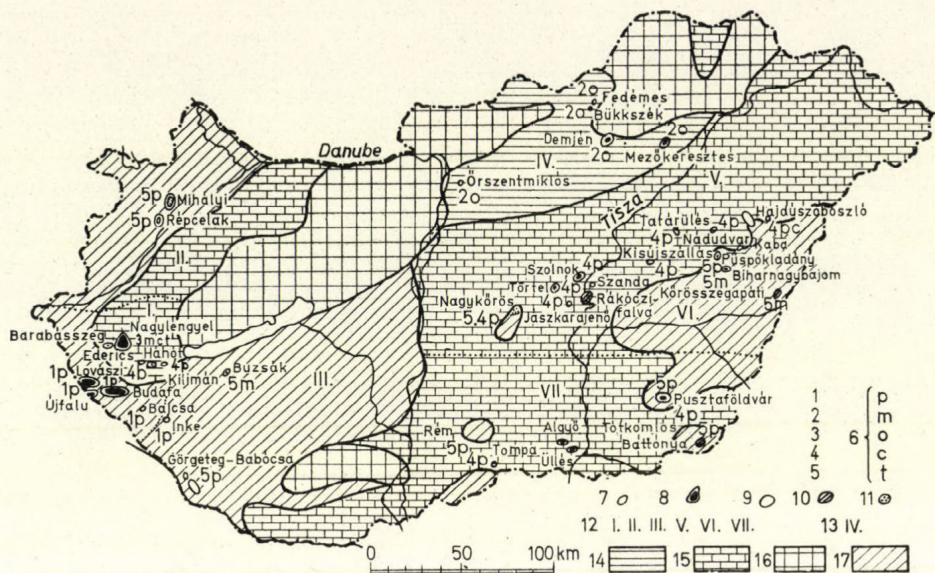 2o
Fedémes
Bükkszék
2o
Demjén
2o
Mezőkeresztes
Danube
IV.
V.
5p Mihályi
Őrszentmiklós
2o
5p Répcelak
Tisza
Tatárülés 4p
Hajdúszoboszló
4p Nádudvar
4pc
Kaba
II.
Kisújszállás
4p
5p Püspökladány
5m Biharnagybajom
Szolnok 4p
Törtel 4p
Szanda
Körösszegapáti
5m
I.
Nagykőrös
5,4p
4p
Rákóczi-
falva
Jászkarajenő
VI.
Nagylengyel
3mct
Barabásszeg
Ederics Hahót
1p Lovászi 4b 4p
1p 1p Kiljmán
Budafa
Újfalu
Buzsák
5m
III.
VII.
5p
Pusztaföldvár
4p
Bajcsa
1p Inke
Tótkomlós
5p
Battonya
Rém
5p
Algyő
Tompa
4p
Üllés
Görgeteg-Babócsa
5p
1 p
2 m
3 6 o
4 c
5 t
7 8 9 10 11
12 I. II. III. V. VI. VII. 13 IV.
0 50 100 km
14 15 16 17